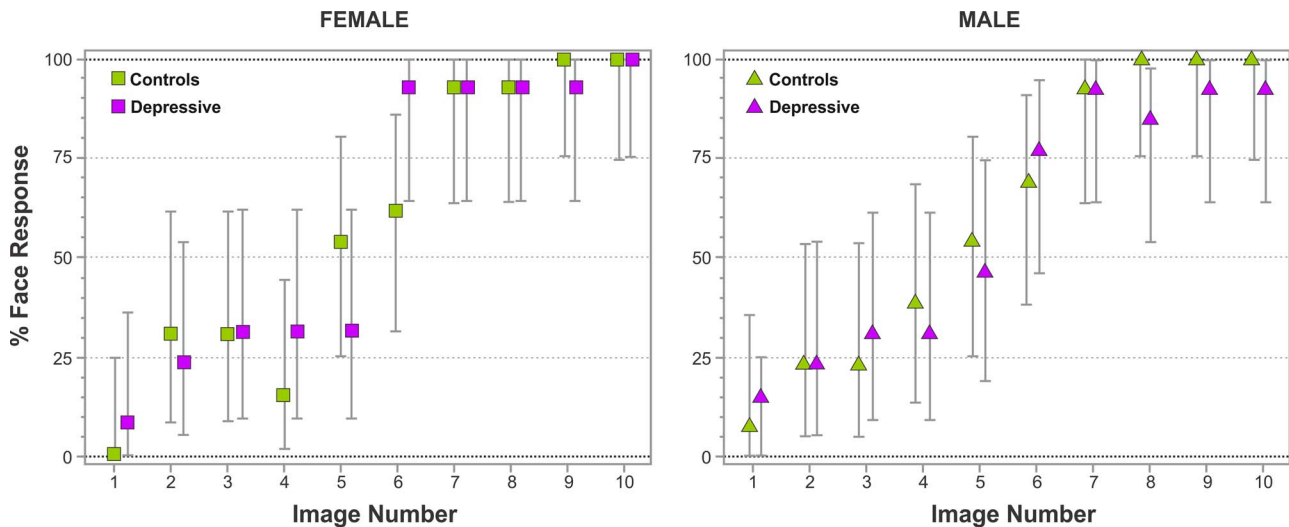 FEMALE
MALE
% Face Response
100
75
50
25
0
Controls
Depressive
1 2 3 4 5 6 7 8 9 10
Image Number
100
75
50
25
0
Controls
Depressive
1 2 3 4 5 6 7 8 9 10
Image Number